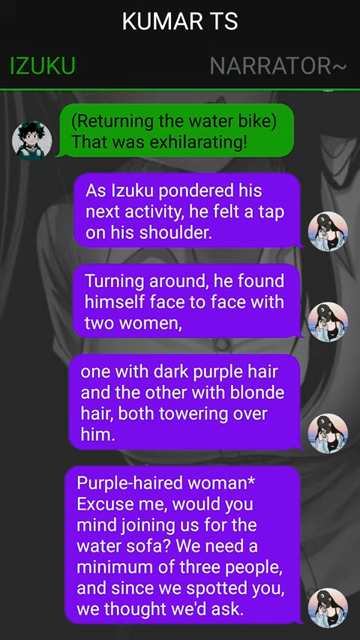 KUMAR TS
IZUKU NARRATOR~
(Returning the water bike)
That was exhilarating!
As Izuku pondered his
next activity, he felt a tap
on his shoulder.
Turning around, he found
himself face to face with
two women,
one with dark purple hair
and the other with blonde
hair, both towering over
him.
Purple-haired woman*
Excuse me, would you
mind joining us for the
water sofa? We need a
minimum of three people,
and since we spotted you,
we thought we'd ask.